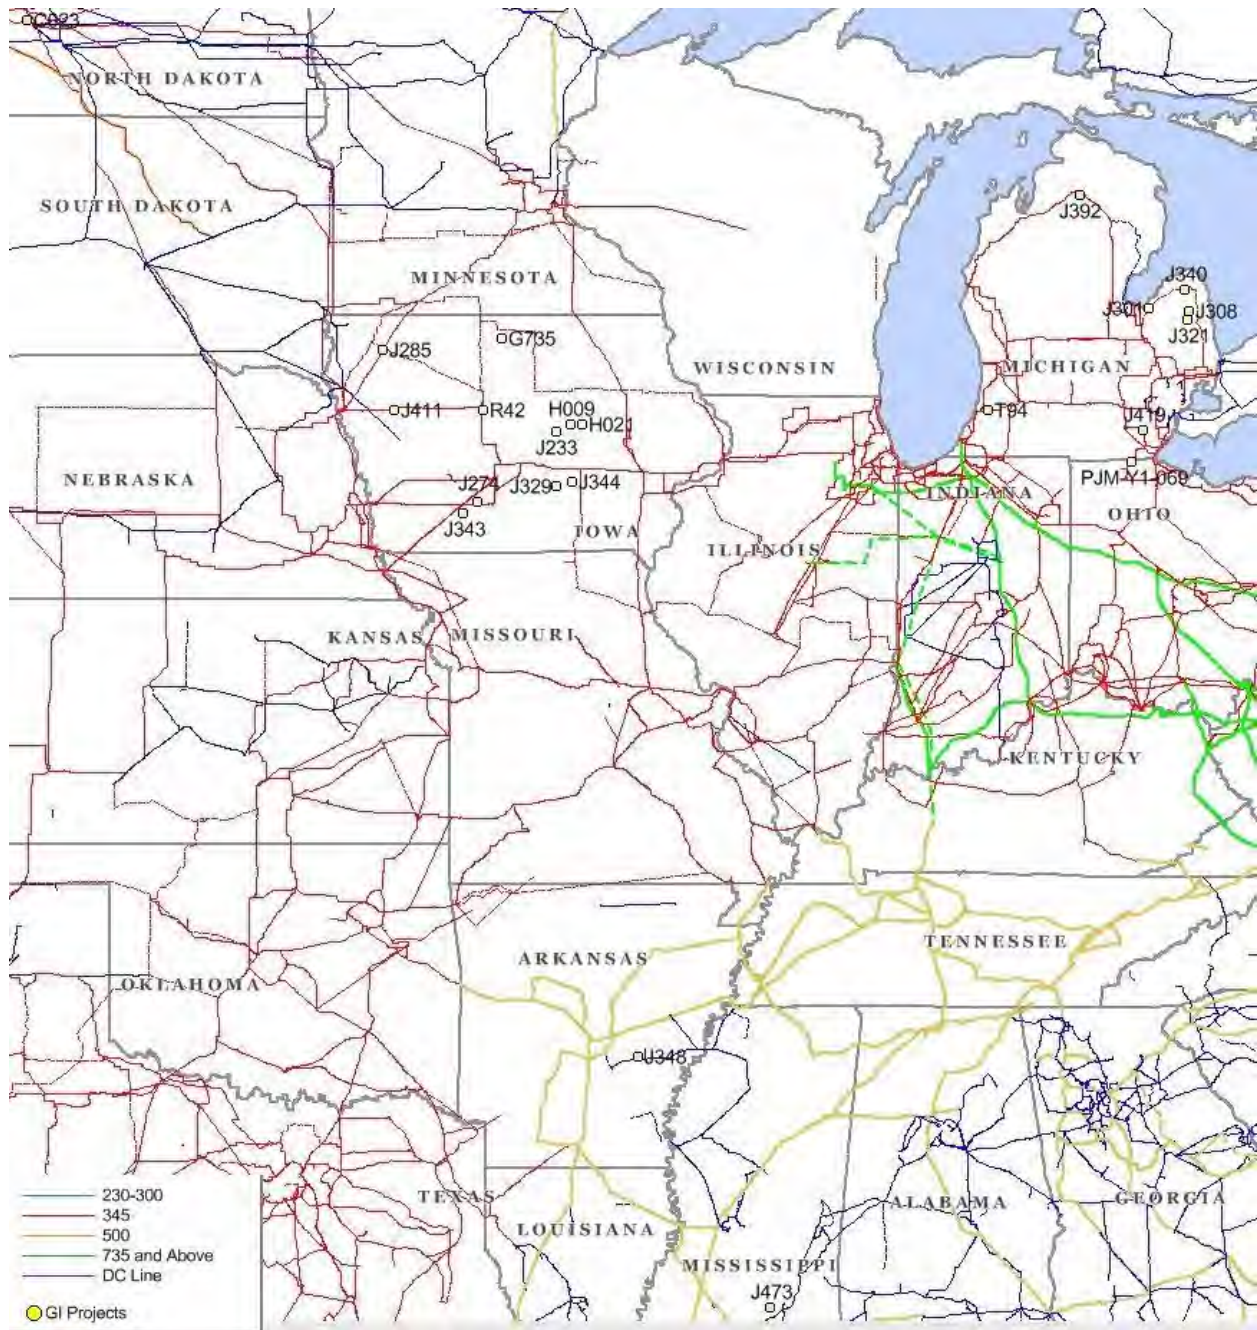 C023
NORTH DAKOTA
SOUTH DAKOTA
J392
MINNESOTA
J340
J301
J308
J321
G735
J285
WISCONSIN
MICHIGAN
J411
R42
H009
H021
T94
J419
J233
NEBRASKA
J274
J329
J344
PJM-Y1-069
INDIANA
OHIO
J343
IOWA
ILLINOIS
KANSAS
MISSOURI
KENTUCKY
ARKANSAS
TENNESSEE
OKLAHOMA
J348
230-300
345
500
735 and Above
DC Line
GI Projects
TEXAS
LOUISIANA
ALABAMA
GEORGIA
MISSISSIPPI
J473